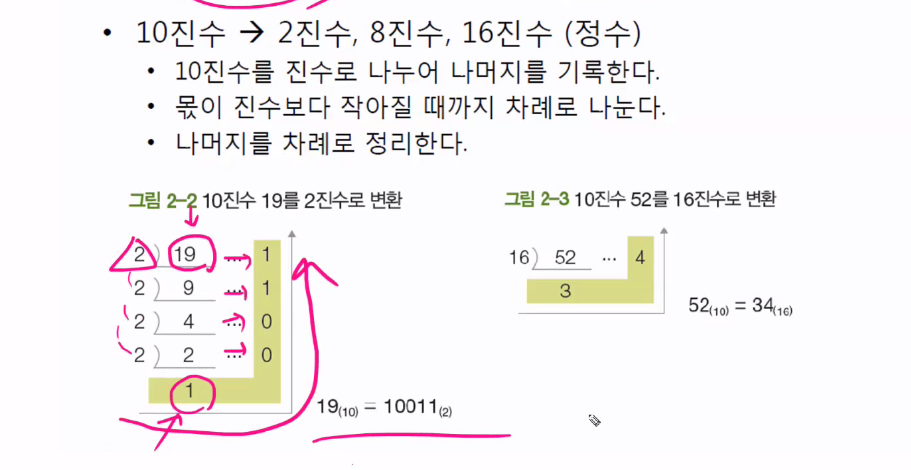 • 10진수 → 2진수, 8진수, 16진수 (정수)
• 10진수를 진수로 나누어 나머지를 기록한다.
• 몫이 진수보다 작아질 때까지 차례로 나눈다.
• 나머지를 차례로 정리한다.
그림 2-2 10진수 19를 2진수로 변환
2) 19 ... 1
2) 9 ... 1
2) 4 ... 0
2) 2 ... 0
1
19(10) = 10011(2)
그림 2-3 10진수 52를 16진수로 변환
16) 52 ... 4
3
52(10) = 34(16)